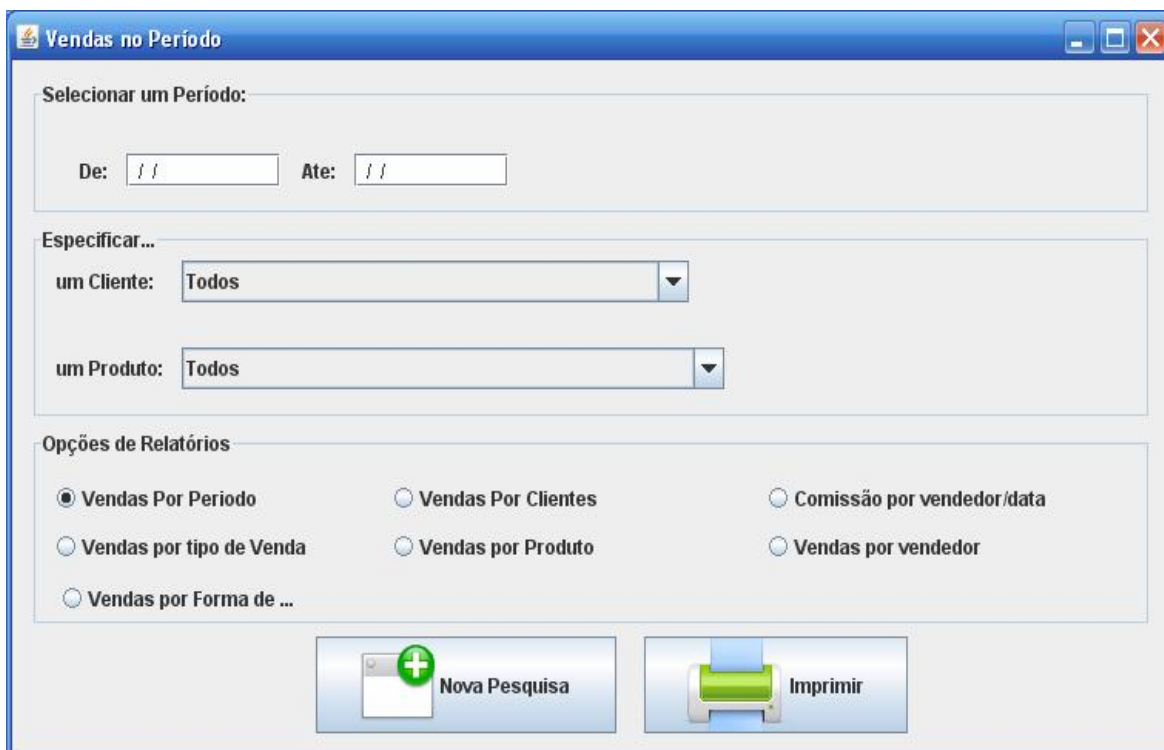 Vendas no Período
Selecionar um Período:
De: / / Ate: / /
Especificar...
um Cliente: Todos
um Produto: Todos
Opções de Relatórios
Vendas Por Periodo Vendas Por Clientes Comissão por vendedor/data
Vendas por tipo de Venda Vendas por Produto Vendas por vendedor
Vendas por Forma de ...
Nova Pesquisa Imprimir